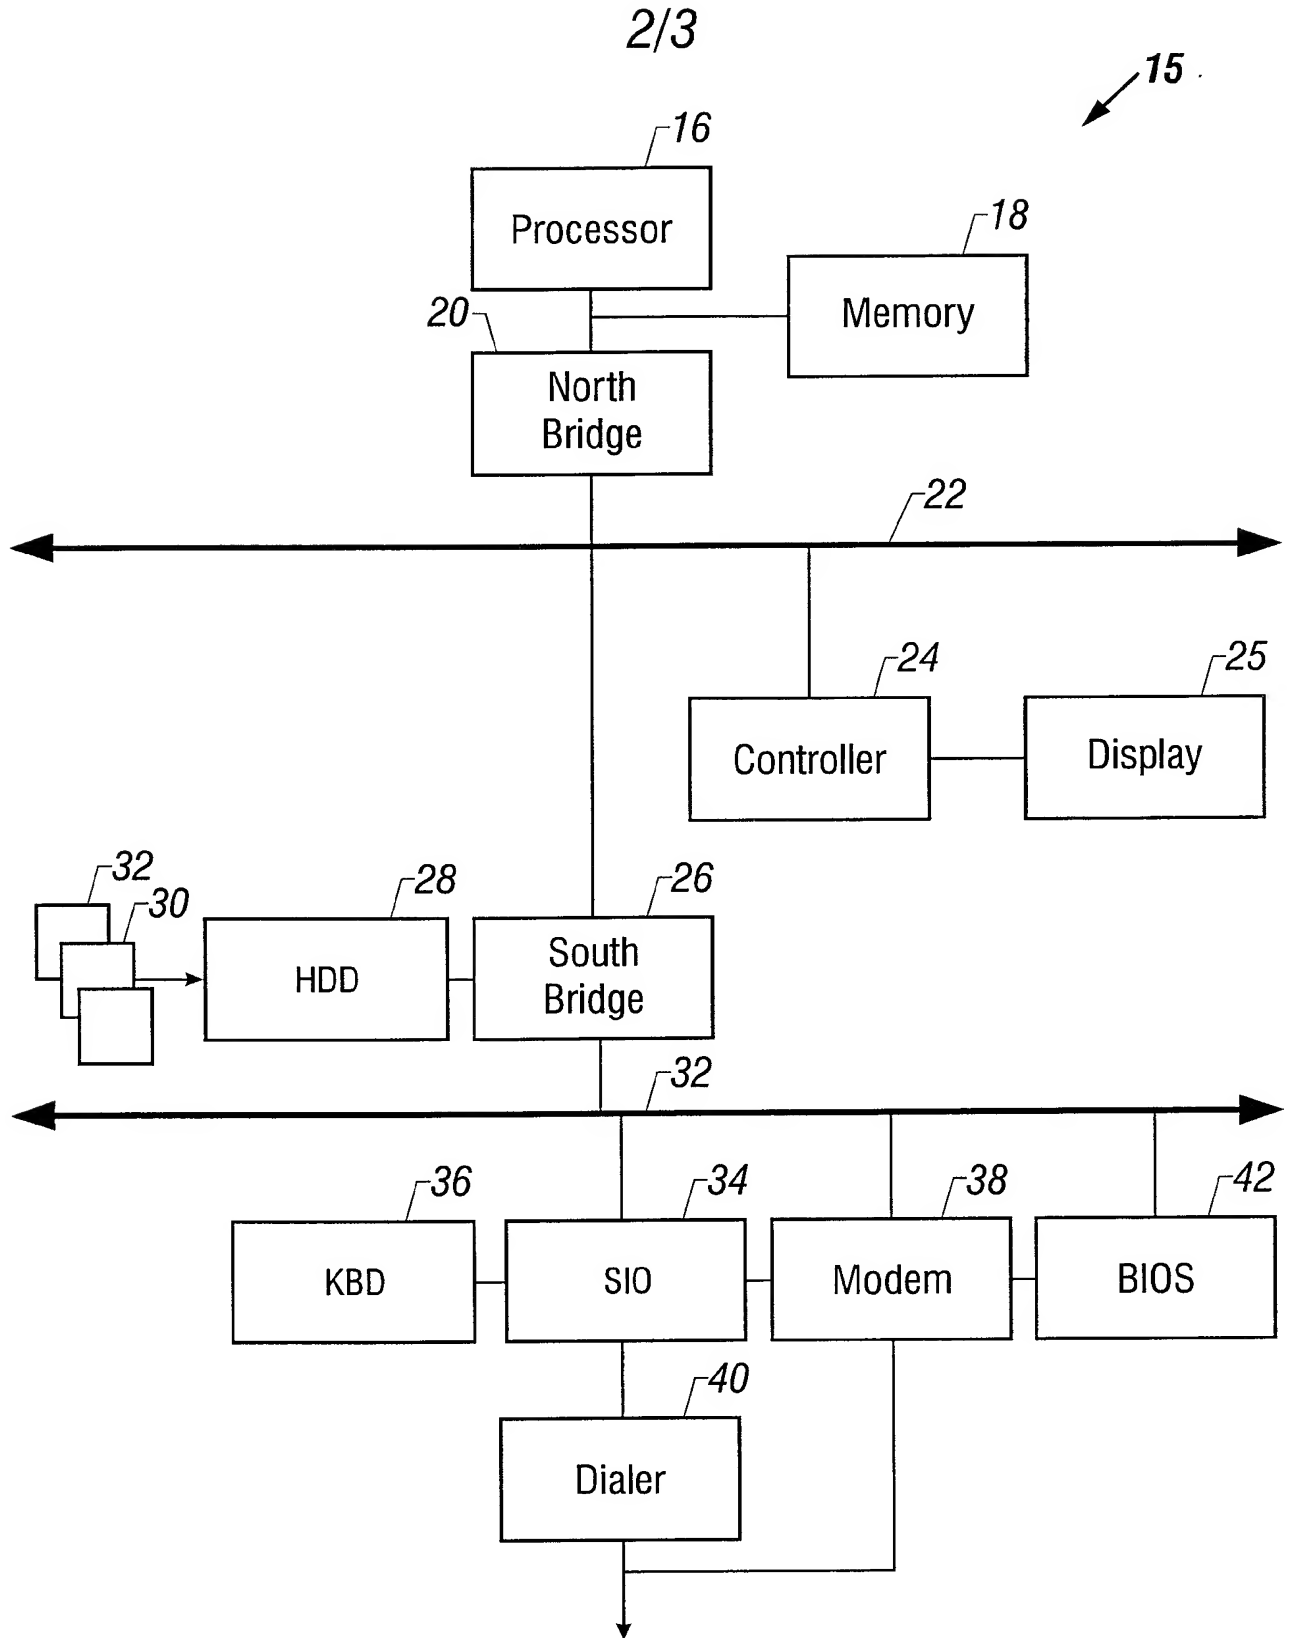 2/3
15
16
Processor
18
Memory
20
North
Bridge
22
24
Controller
25
Display
32
30
28
HDD
26
South
Bridge
32
36
KBD
34
SIO
38
Modem
42
BIOS
40
Dialer